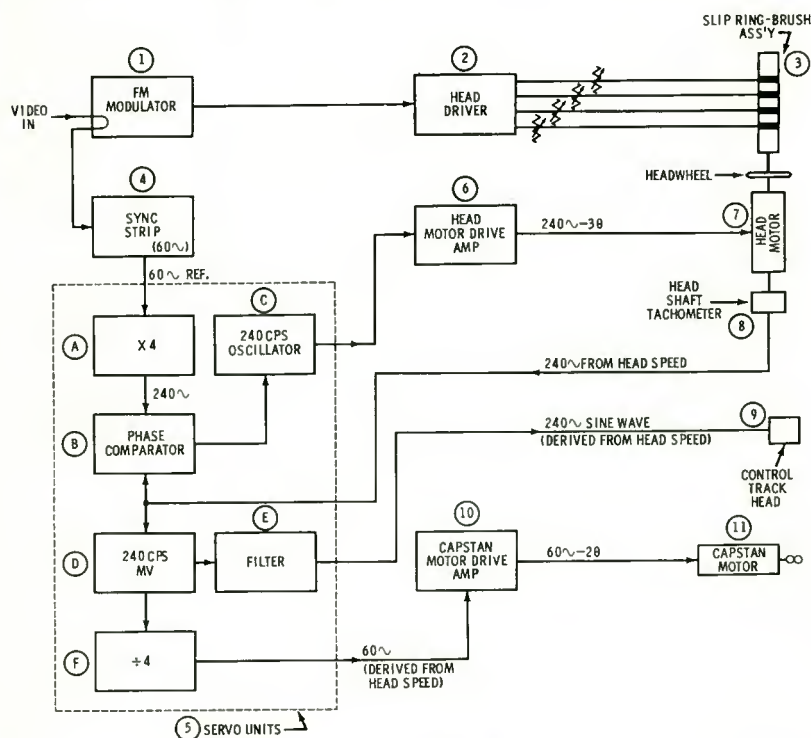 SLIP RING-BRUSH
ASS'Y
1
2
3
FM
MODULATOR
HEAD
DRIVER
VIDEO
IN
4
HEADWHEEL
6
SYNC
STRIP
(60~)
HEAD
MOTOR DRIVE
AMP
240~-3θ
7
HEAD
MOTOR
60~ REF.
C
HEAD
SHAFT
TACHOMETER
8
A
X 4
240 CPS
OSCILLATOR
240~
240~FROM HEAD SPEED
B
PHASE
COMPARATOR
240~ SINE WAVE
(DERIVED FROM HEAD SPEED)
9
CONTROL
TRACK
HEAD
E
10
11
D
240 CPS
MV
FILTER
CAPSTAN
MOTOR DRIVE
AMP
60~-2θ
CAPSTAN
MOTOR
F
÷4
60~
(DERIVED FROM
HEAD SPEED)
5 SERVO UNITS